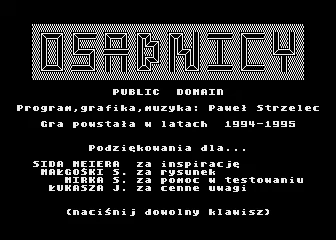 OSADNICY
PUBLIC DOMAIN
Program,grafika,muzyka: Paweł Strzelec
Gra powstała w latach 1994-1995
Podziękowania dla...
SIDA MEIERA za inspirację
MAŁGOŚKI S. za rysunek
MIRKA S. za pomoc w testowaniu
ŁUKASZA J. za cenne uwagi
(naciśnij dowolny klawisz)